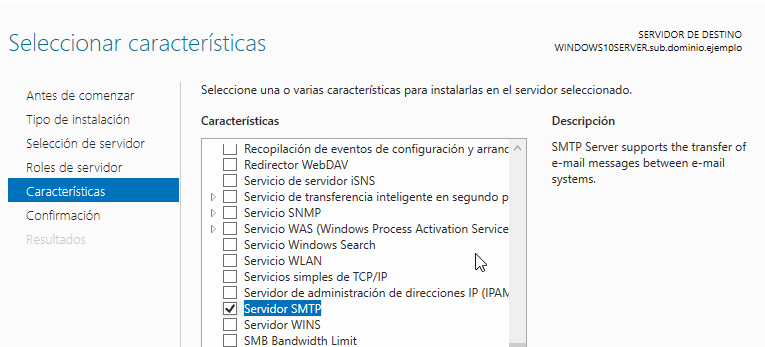 Seleccionar características
SERVIDOR DE DESTINO
WINDOWS10SERVER.sub.dominio.ejemplo
Antes de comenzar
Tipo de instalación
Selección de servidor
Roles de servidor
Características
Confirmación
Resultados
Seleccione una o varias características para instalarlas en el servidor seleccionado.
Características
Recopilación de eventos de configuración y arranc
Redirector WebDAV
Servicio de servidor iSNS
Servicio de transferencia inteligente en segundo p
Servicio SNMP
Servicio WAS (Windows Process Activation Service
Servicio Windows Search
Servicio WLAN
Servicios simples de TCP/IP
Servidor de administración de direcciones IP (IPAM
Servidor SMTP
Servidor WINS
SMB Bandwidth Limit
Descripción
SMTP Server supports the transfer of
e-mail messages between e-mail
systems.